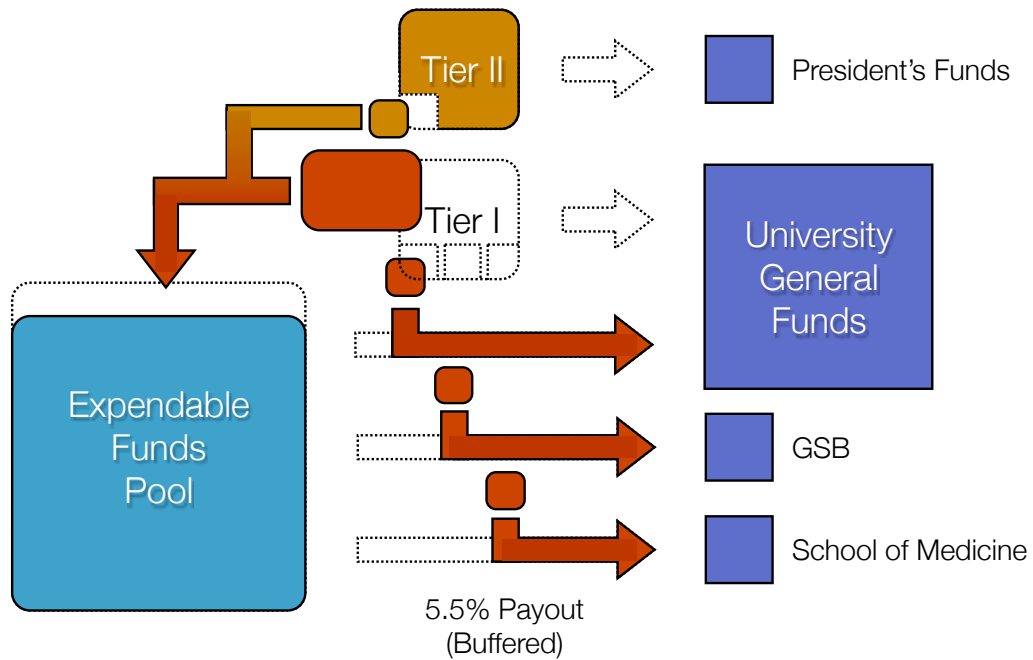 Tier II
President's Funds
Tier I
University
General
Funds
Expendable
Funds
Pool
GSB
School of Medicine
5.5% Payout
(Buffered)